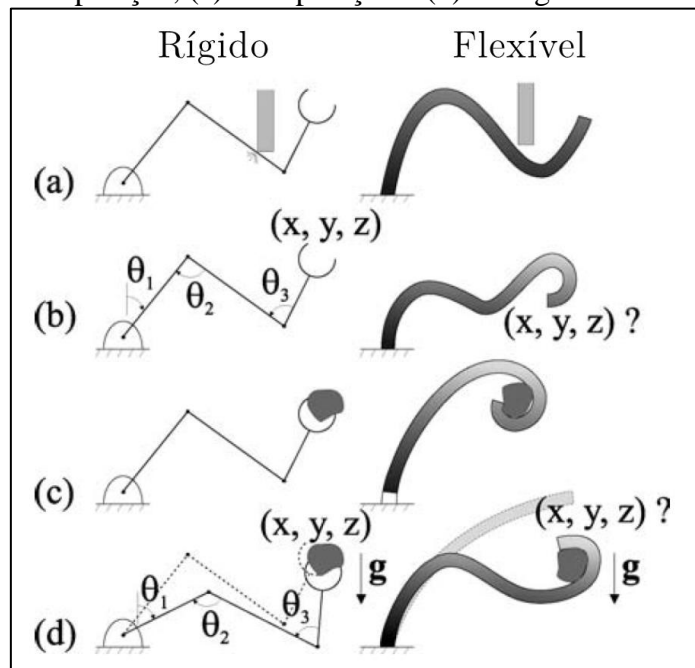 Rígido Flexível
(a)
(x, y, z)
θ1 θ2 θ3
(b) (x, y, z) ?
(c)
(x, y, z) (x, y, z) ?
g g
θ1 θ2 θ3
(d)